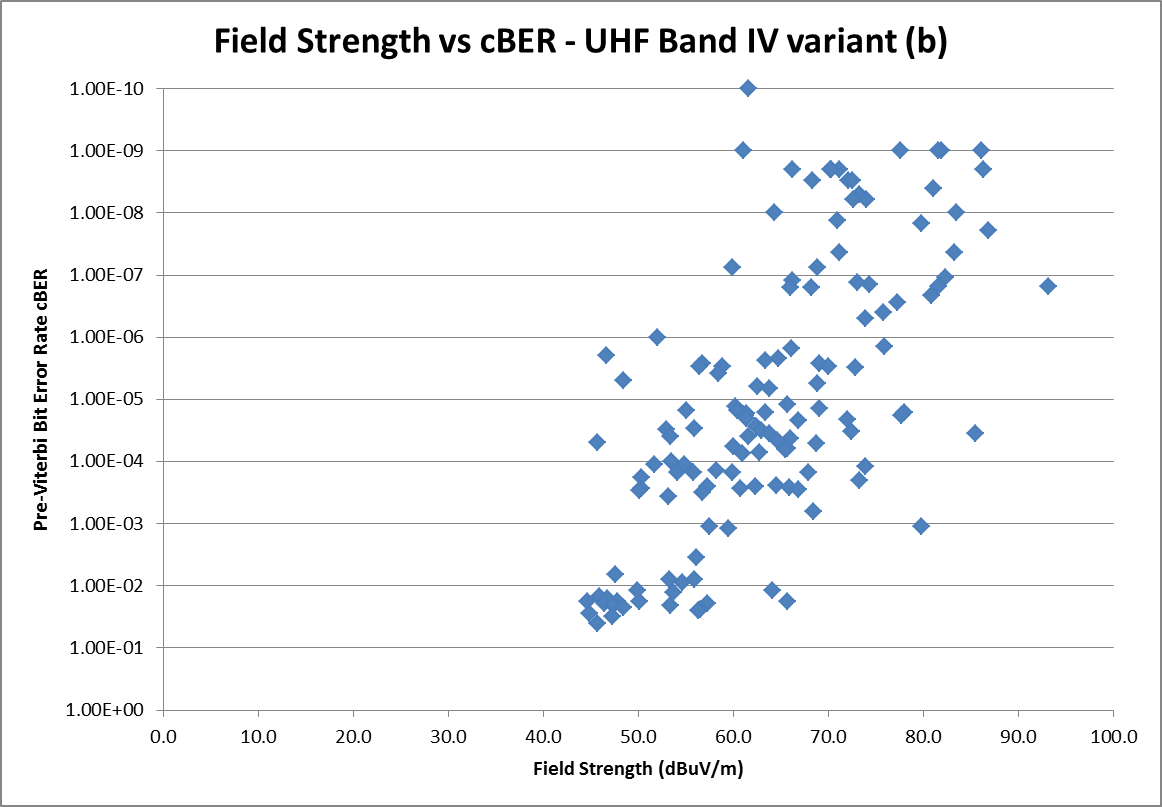 Field Strength vs cBER - UHF Band IV variant (b)
Pre-Viterbi Bit Error Rate cBER
1.00E-10
1.00E-09
1.00E-08
1.00E-07
1.00E-06
1.00E-05
1.00E-04
1.00E-03
1.00E-02
1.00E-01
1.00E+00
0.0 10.0 20.0 30.0 40.0 50.0 60.0 70.0 80.0 90.0 100.0
Field Strength (dBuV/m)